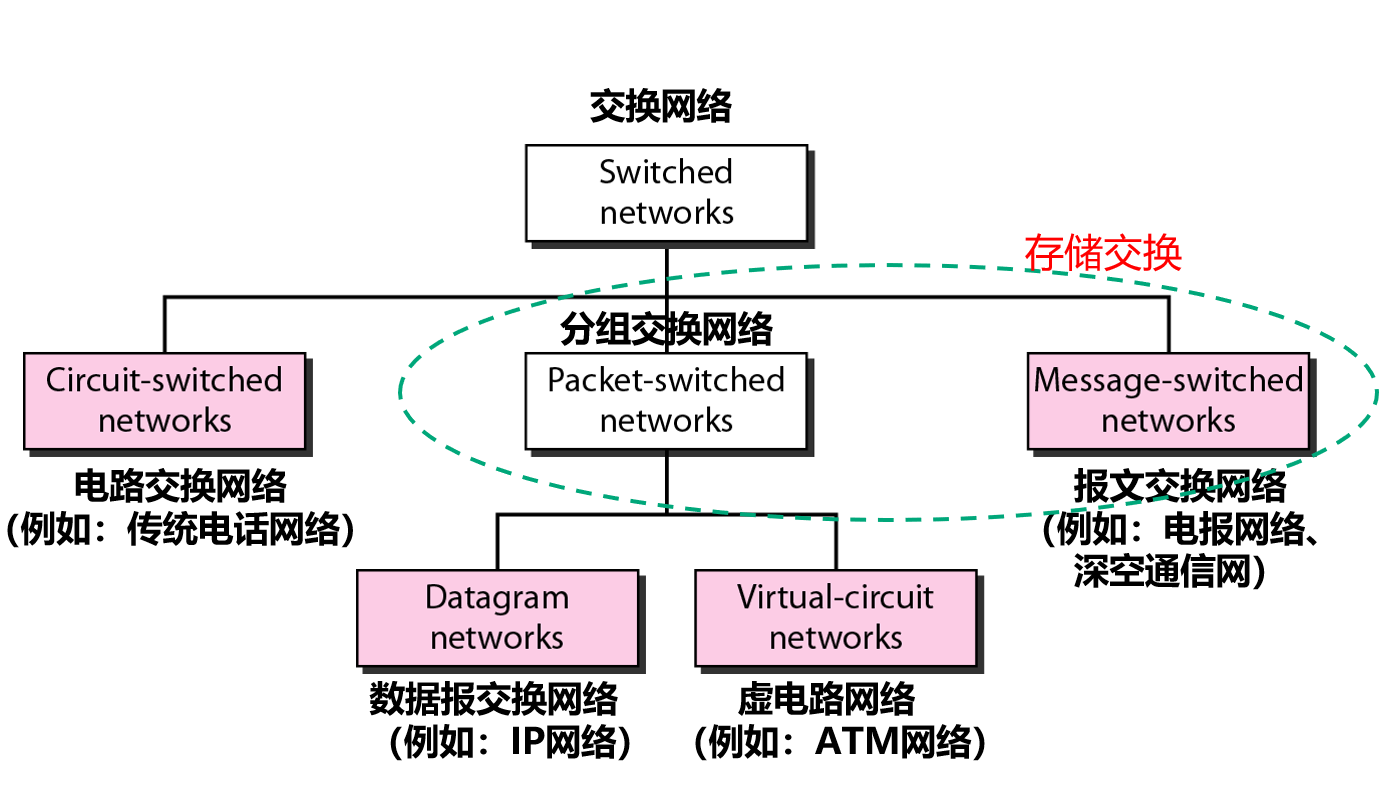 交换网络
Switched
networks
存储交换
分组交换网络
Circuit-switched
networks
Packet-switched
networks
Message-switched
networks
电路交换网络
（例如：传统电话网络）
报文交换网络
（例如：电报网络、
深空通信网）
Datagram
networks
Virtual-circuit
networks
数据报交换网络
（例如：IP网络）
虚电路网络
（例如：ATM网络）